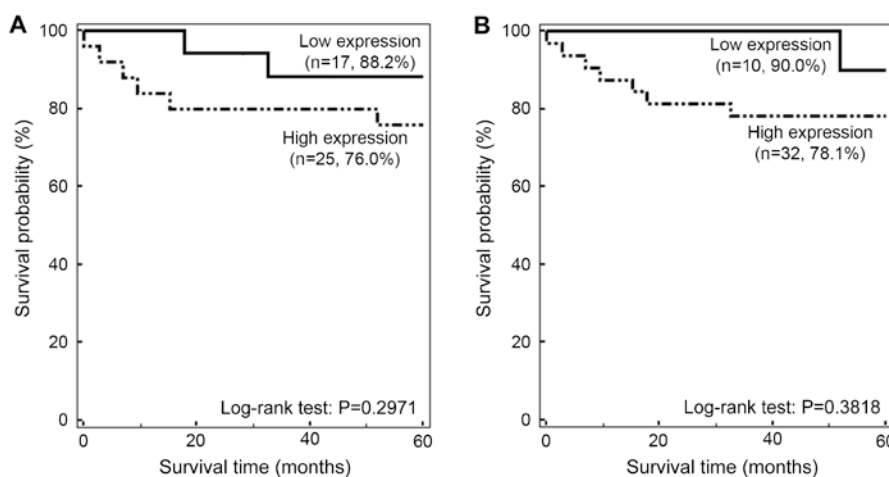 A
100
80
60
40
20
0
Survival probability (%)
Low expression
(n=17, 88.2%)
High expression
(n=25, 76.0%)
Log-rank test: P=0.2971
0
20
40
60
Survival time (months)
B
100
80
60
40
20
0
Survival probability (%)
Low expression
(n=10, 90.0%)
High expression
(n=32, 78.1%)
Log-rank test: P=0.3818
0
20
40
60
Survival time (months)